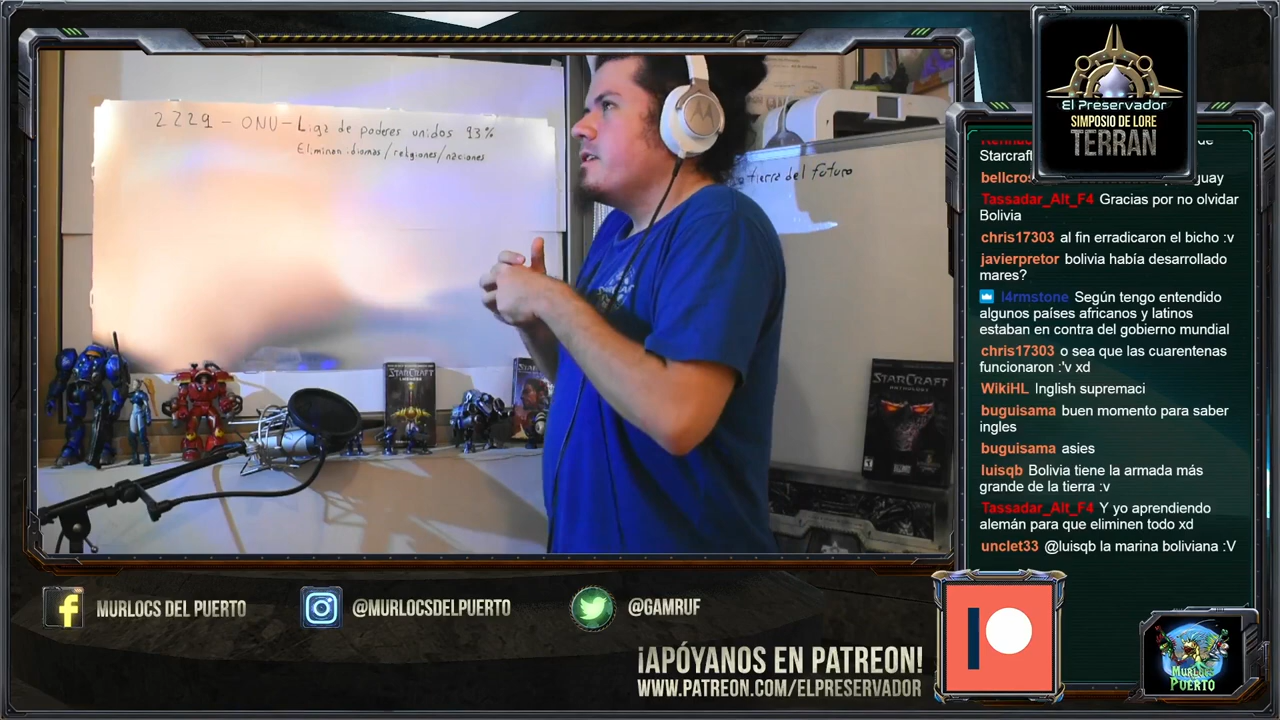 2229 - ONU - Liga de poderes unidos 93%
Eliminan idiomas/religiones/naciones
tierra del futuro
STARCRAFT
STARCRAFT
El Preservador
SIMPOSIO DE LORE
TERRAN
de
Starcraft
bellcros
guay
Tassadar_Alt_F4 Gracias por no olvidar
Bolivia
chris17303 al fin erradicaron el bicho :v
javierpretor bolivia había desarrollado
mares?
l4rmstone Según tengo entendido
algunos países africanos y latinos
estaban en contra del gobierno mundial
chris17303 o sea que las cuarentenas
funcionaron :'v xd
WikiHL Inglish supremaci
buguisama buen momento para saber
ingles
buguisama asies
luisqb Bolivia tiene la armada más
grande de la tierra :v
Tassadar_Alt_F4 Y yo aprendiendo
alemán para que eliminen todo xd
unclet33 @luisqb la marina boliviana :V
MURLOCS DEL PUERTO
@MURLOCSDELPUERTO
@GAMRUF
¡APÓYANOS EN PATREON!
WWW.PATREON.COM/ELPRESERVADOR
MURLOCS
PUERTO